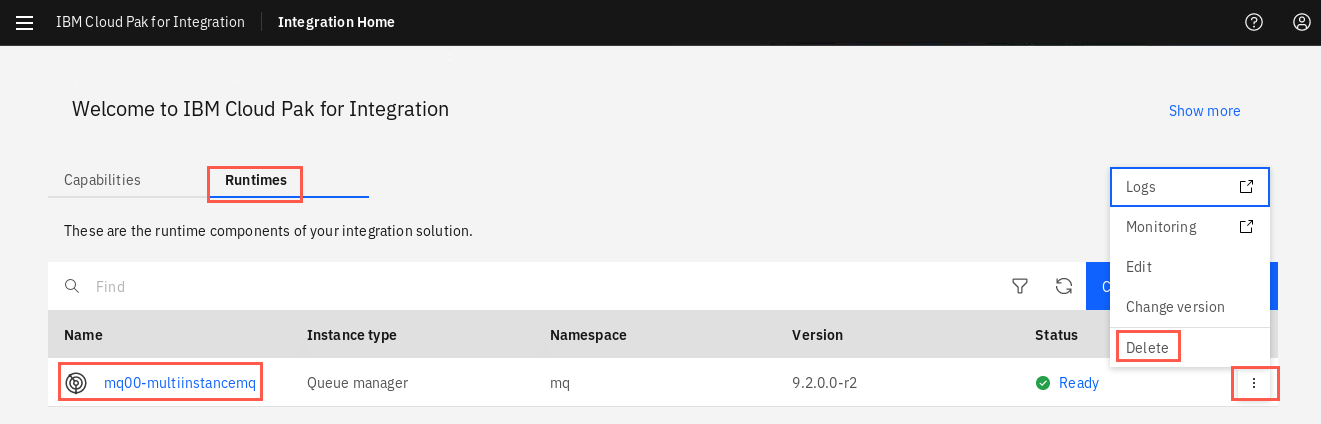 IBM Cloud Pak for Integration
Integration Home
Welcome to IBM Cloud Pak for Integration
Show more
Capabilities
Runtimes
Logs
These are the runtime components of your integration solution.
Monitoring
Edit
Find
C
Change version
Name Instance type Namespace Version Status
Delete
mq00-multiinstancemq Queue manager mq 9.2.0.0-r2 Ready